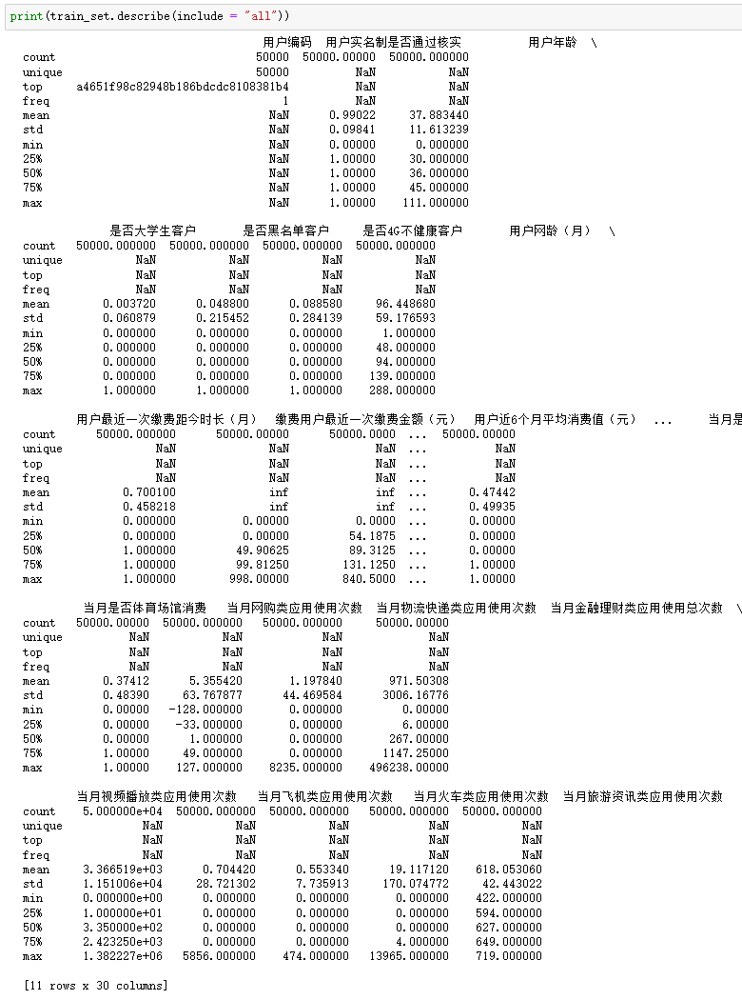 print(train_set.describe(include = "all"))
用户编码 用户实名制是否通过核实 用户年龄 \
count 50000 50000.00000 50000.000000
unique 50000 NaN NaN
top a4651f98c82948b186bdcdc8108381b4 NaN NaN
freq 1 NaN NaN
mean NaN 0.99022 37.883440
std NaN 0.09841 11.613239
min NaN 0.00000 0.000000
25% NaN 1.00000 30.000000
50% NaN 1.00000 36.000000
75% NaN 1.00000 45.000000
max NaN 1.00000 111.000000
是否大学生客户 是否黑名单客户 是否4G不健康客户 用户网龄（月） \
count 50000.000000 50000.000000 50000.000000 50000.000000
unique NaN NaN NaN NaN
top NaN NaN NaN NaN
freq NaN NaN NaN NaN
mean 0.003720 0.048800 0.088580 96.448680
std 0.060879 0.215452 0.284139 59.176593
min 0.000000 0.000000 0.000000 1.000000
25% 0.000000 0.000000 0.000000 48.000000
50% 0.000000 0.000000 0.000000 94.000000
75% 0.000000 0.000000 0.000000 139.000000
max 1.000000 1.000000 1.000000 288.000000
用户最近一次缴费距今时长（月） 缴费用户最近一次缴费金额（元） 用户近6个月平均消费值（元） ... 当月是
count 50000.000000 50000.00000 50000.0000 ... 50000.00000
unique NaN NaN NaN ... NaN
top NaN NaN NaN ... NaN
freq NaN NaN NaN ... NaN
mean 0.700100 inf inf ... 0.47442
std 0.458218 inf inf ... 0.49935
min 0.000000 0.00000 0.0000 ... 0.00000
25% 0.000000 0.00000 54.1875 ... 0.00000
50% 1.000000 49.90625 89.3125 ... 0.00000
75% 1.000000 99.81250 131.1250 ... 1.00000
max 1.000000 998.00000 840.5000 ... 1.00000
当月是否体育场馆消费 当月网购类应用使用次数 当月物流快递类应用使用次数 当月金融理财类应用使用总次数 \
count 50000.00000 50000.000000 50000.000000 50000.00000
unique NaN NaN NaN NaN
top NaN NaN NaN NaN
freq NaN NaN NaN NaN
mean 0.37412 5.355420 1.197840 971.50308
std 0.48390 63.767877 44.469584 3006.16776
min 0.00000 -128.000000 0.000000 0.00000
25% 0.00000 -33.000000 0.000000 6.00000
50% 0.00000 1.000000 0.000000 267.00000
75% 1.00000 49.000000 0.000000 1147.25000
max 1.00000 127.000000 8235.000000 496238.00000
当月视频播放类应用使用次数 当月飞机类应用使用次数 当月火车类应用使用次数 当月旅游资讯类应用使用次数
count 5.000000e+04 50000.000000 50000.000000 50000.000000 50000.000000
unique NaN NaN NaN NaN NaN
top NaN NaN NaN NaN NaN
freq NaN NaN NaN NaN NaN
mean 3.366519e+03 0.704420 0.553340 19.117120 618.053060
std 1.151006e+04 28.721302 7.735913 170.074772 42.443022
min 0.000000e+00 0.000000 0.000000 0.000000 422.000000
25% 1.000000e+01 0.000000 0.000000 0.000000 594.000000
50% 3.350000e+02 0.000000 0.000000 0.000000 627.000000
75% 2.423250e+03 0.000000 0.000000 4.000000 649.000000
max 1.382227e+06 5856.000000 474.000000 13965.000000 719.000000
[11 rows x 30 columns]